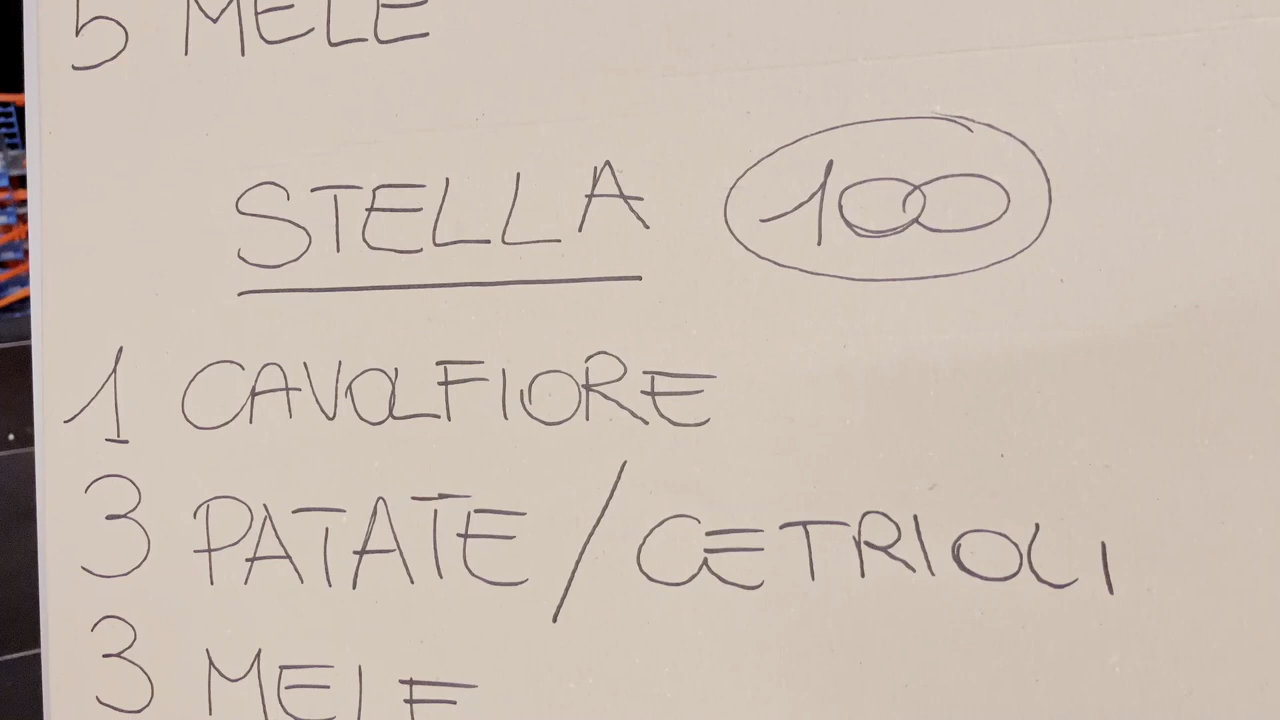 5 MELE
STELLA 100
1 CAVOLFIORE
3 PATATE / CETRIOLI
3 MELE